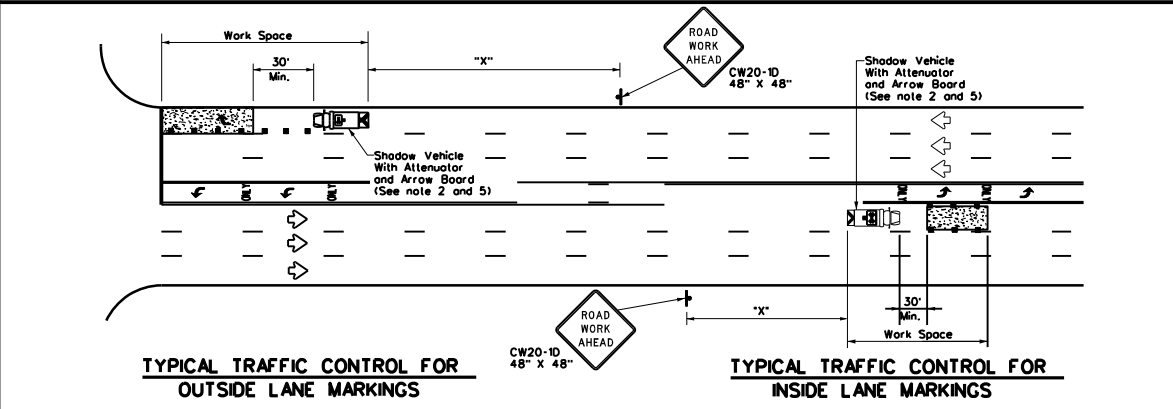 Work Space
30'
Min.
"X"
ROAD
WORK
AHEAD
CW20-1D
48" X 48"
Shadow Vehicle
With Attenuator
and Arrow Board
(See note 2 and 5)
Shadow Vehicle
With Attenuator
and Arrow Board
(See note 2 and 5)
ONLY
ONLY
ONLY
ONLY
ROAD
WORK
AHEAD
CW20-1D
48" X 48"
"X"
30'
Min.
Work Space
TYPICAL TRAFFIC CONTROL FOR
OUTSIDE LANE MARKINGS
TYPICAL TRAFFIC CONTROL FOR
INSIDE LANE MARKINGS